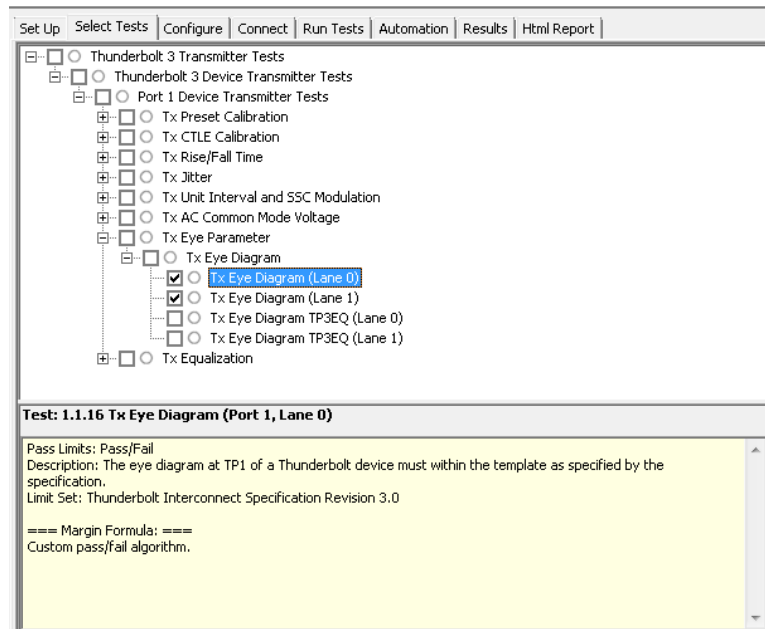 Set Up Select Tests Configure Connect Run Tests Automation Results Html Report
Thunderbolt 3 Transmitter Tests
Thunderbolt 3 Device Transmitter Tests
Port 1 Device Transmitter Tests
Tx Preset Calibration
Tx CTLE Calibration
Tx Rise/Fall Time
Tx Jitter
Tx Unit Interval and SSC Modulation
Tx AC Common Mode Voltage
Tx Eye Parameter
Tx Eye Diagram
Tx Eye Diagram (Lane 0)
Tx Eye Diagram (Lane 1)
Tx Eye Diagram TP3EQ (Lane 0)
Tx Eye Diagram TP3EQ (Lane 1)
Tx Equalization
Test: 1.1.16 Tx Eye Diagram (Port 1, Lane 0)
Pass Limits: Pass/Fail
Description: The eye diagram at TP1 of a Thunderbolt device must within the template as specified by the
specification.
Limit Set: Thunderbolt Interconnect Specification Revision 3.0
=== Margin Formula: ===
Custom pass/fail algorithm.